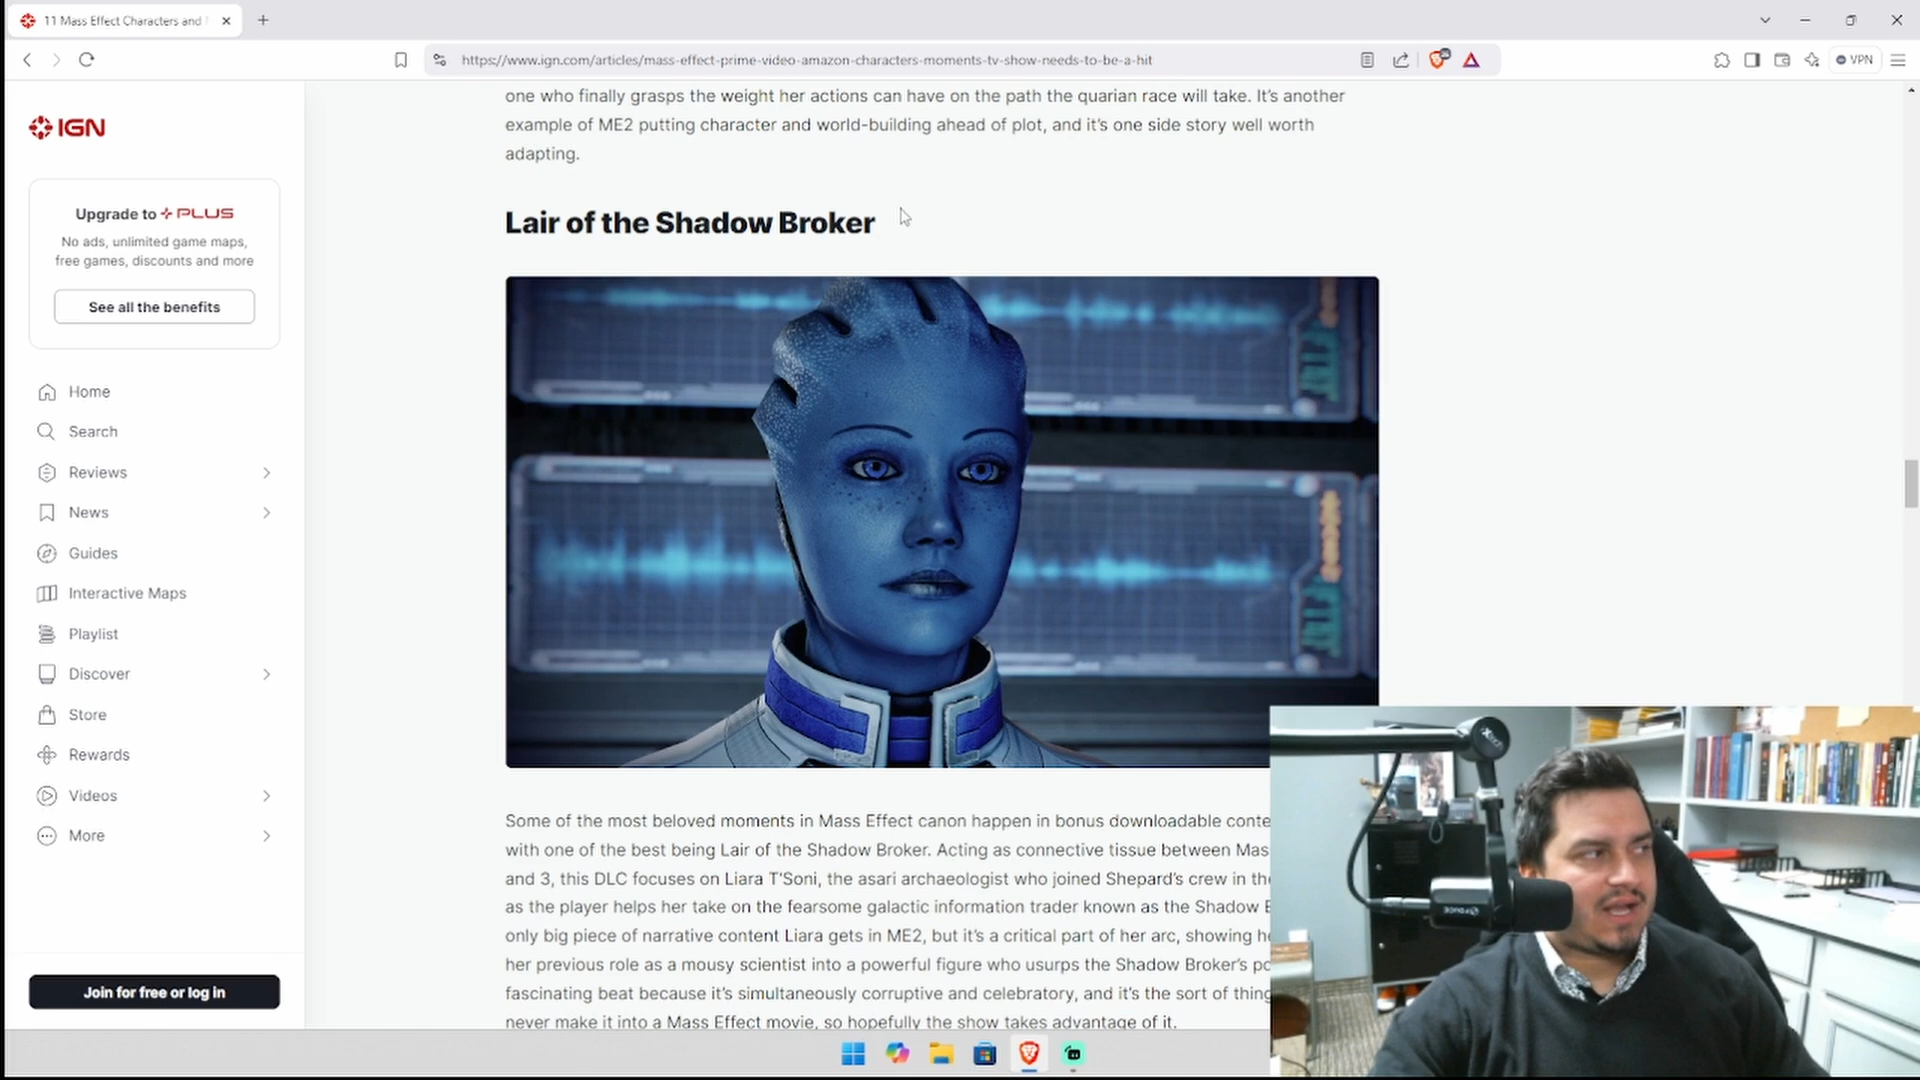 11 Mass Effect Characters and
https://www.ign.com/articles/mass-effect-prime-video-amazon-characters-moments-tv-show-needs-to-be-a-hit
VPN
IGN
Upgrade to PLUS
No ads, unlimited game maps,
free games, discounts and more
See all the benefits
Home
Search
Reviews
News
Guides
Interactive Maps
Playlist
Discover
Store
Rewards
Videos
More
Join for free or log in
one who finally grasps the weight her actions can have on the path the quarian race will take. It's another
example of ME2 putting character and world-building ahead of plot, and it's one side story well worth
adapting.
Lair of the Shadow Broker
Some of the most beloved moments in Mass Effect canon happen in bonus downloadable conte
with one of the best being Lair of the Shadow Broker. Acting as connective tissue between Mas
and 3, this DLC focuses on Liara T'Soni, the asari archaeologist who joined Shepard's crew in the
as the player helps her take on the fearsome galactic information trader known as the Shadow B
only big piece of narrative content Liara gets in ME2, but it's a critical part of her arc, showing he
her previous role as a mousy scientist into a powerful figure who usurps the Shadow Broker's po
fascinating beat because it's simultaneously corruptive and celebratory, and it's the sort of thing
never make it into a Mass Effect movie, so hopefully the show takes advantage of it.